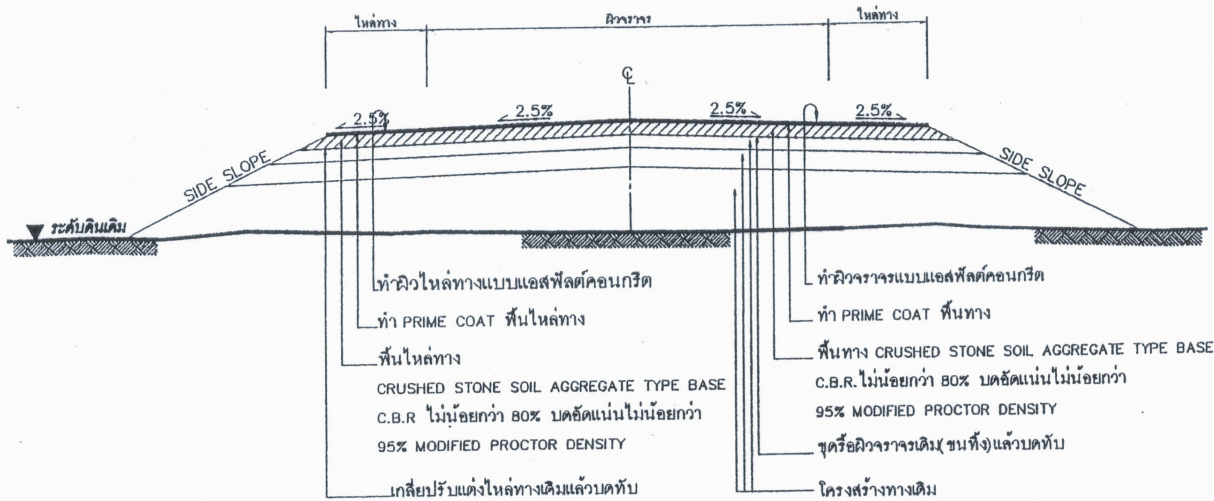 ไหล่ทาง ผิวจราจร ไหล่ทาง
℄
2.5% 2.5% 2.5% 2.5%
SIDE SLOPE SIDE SLOPE
ระดับดินเดิม
ทำผิวไหล่ทางแบบแอสฟัลต์คอนกรีต
ทำ PRIME COAT พื้นไหล่ทาง
พื้นไหล่ทาง
CRUSHED STONE SOIL AGGREGATE TYPE BASE
C.B.R ไม่น้อยกว่า 80% บดอัดแน่นไม่น้อยกว่า
95% MODIFIED PROCTOR DENSITY
เกลี่ยปรับแต่งไหล่ทางเดิมแล้วบดทับ
ทำผิวจราจรแบบแอสฟัลต์คอนกรีต
ทำ PRIME COAT พื้นทาง
พื้นทาง CRUSHED STONE SOIL AGGREGATE TYPE BASE
C.B.R. ไม่น้อยกว่า 80% บดอัดแน่นไม่น้อยกว่า
95% MODIFIED PROCTOR DENSITY
ขุดรื้อผิวจราจรเดิม(ขนทิ้ง)แล้วบดทับ
โครงสร้างทางเดิม